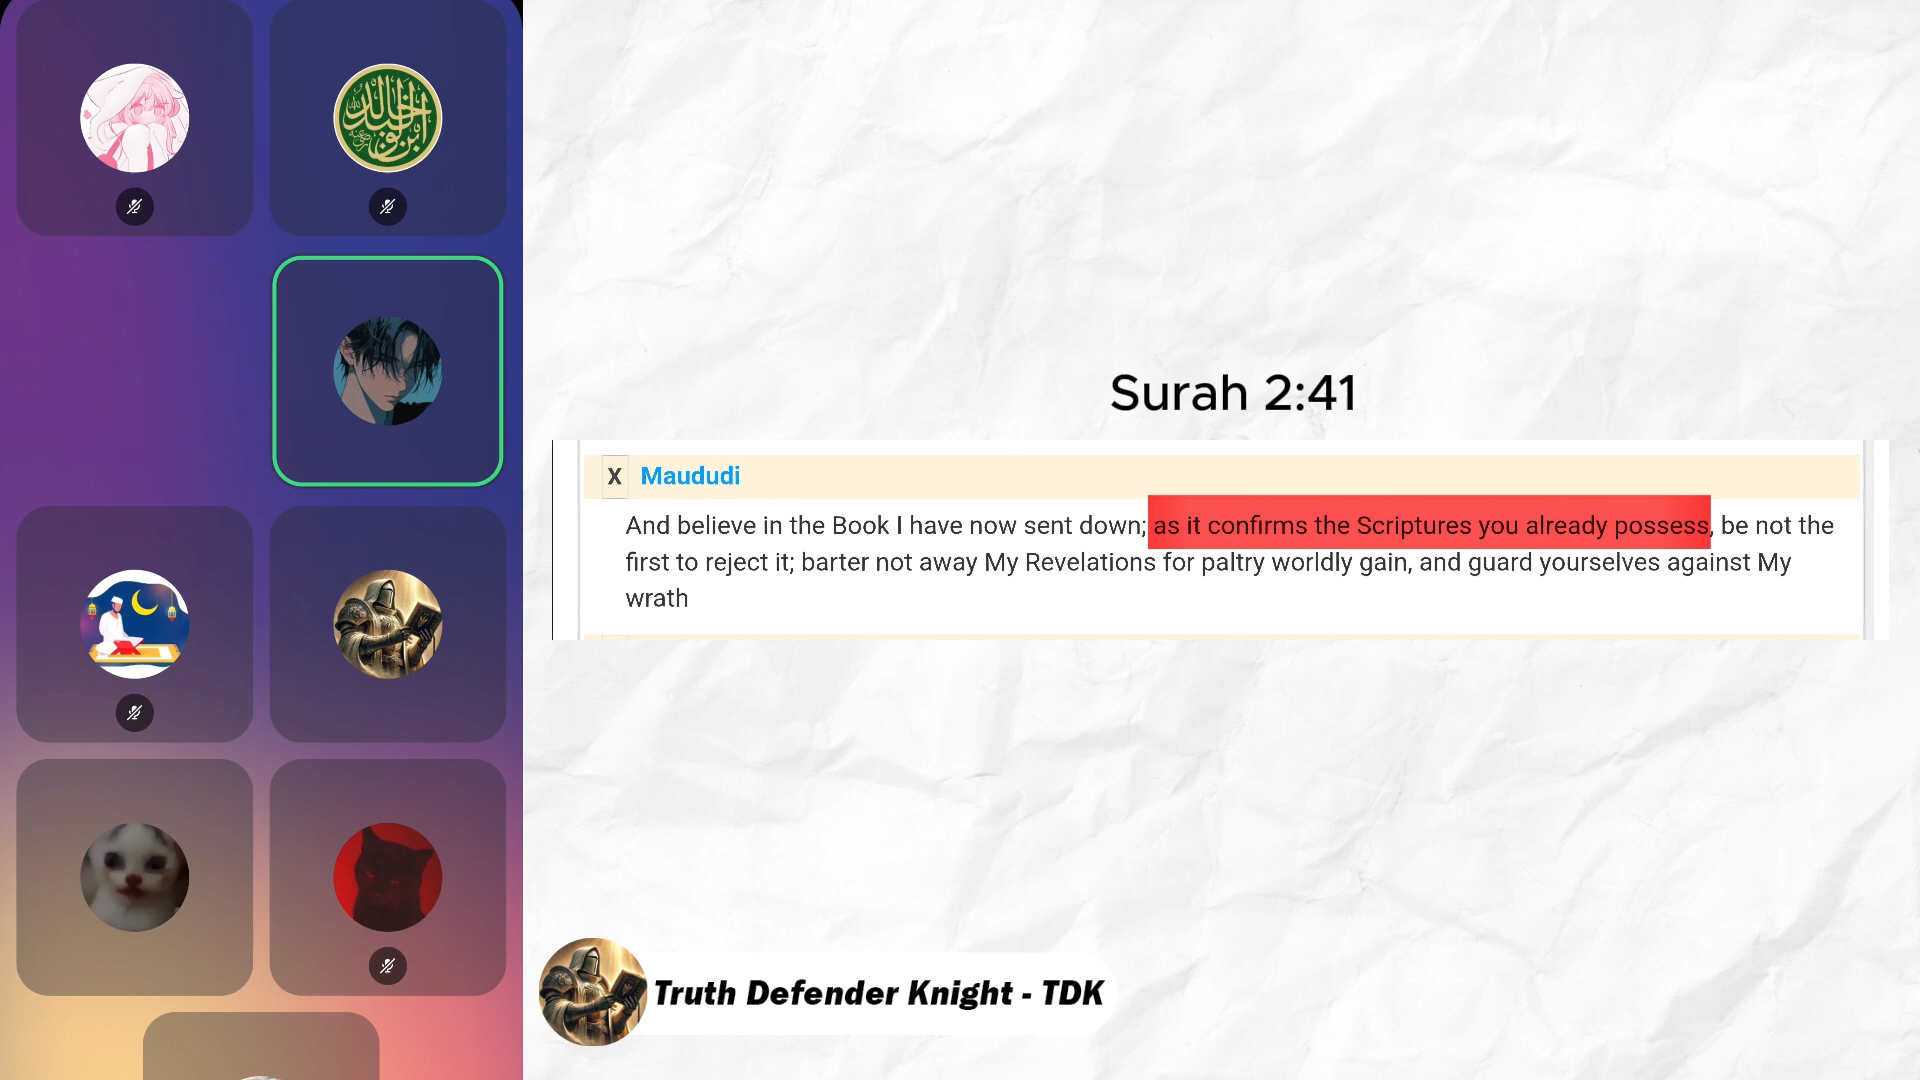 Surah 2:41
X Maududi
And believe in the Book I have now sent down; as it confirms the Scriptures you already possess, be not the
first to reject it; barter not away My Revelations for paltry worldly gain, and guard yourselves against My
wrath
Truth Defender Knight - TDK